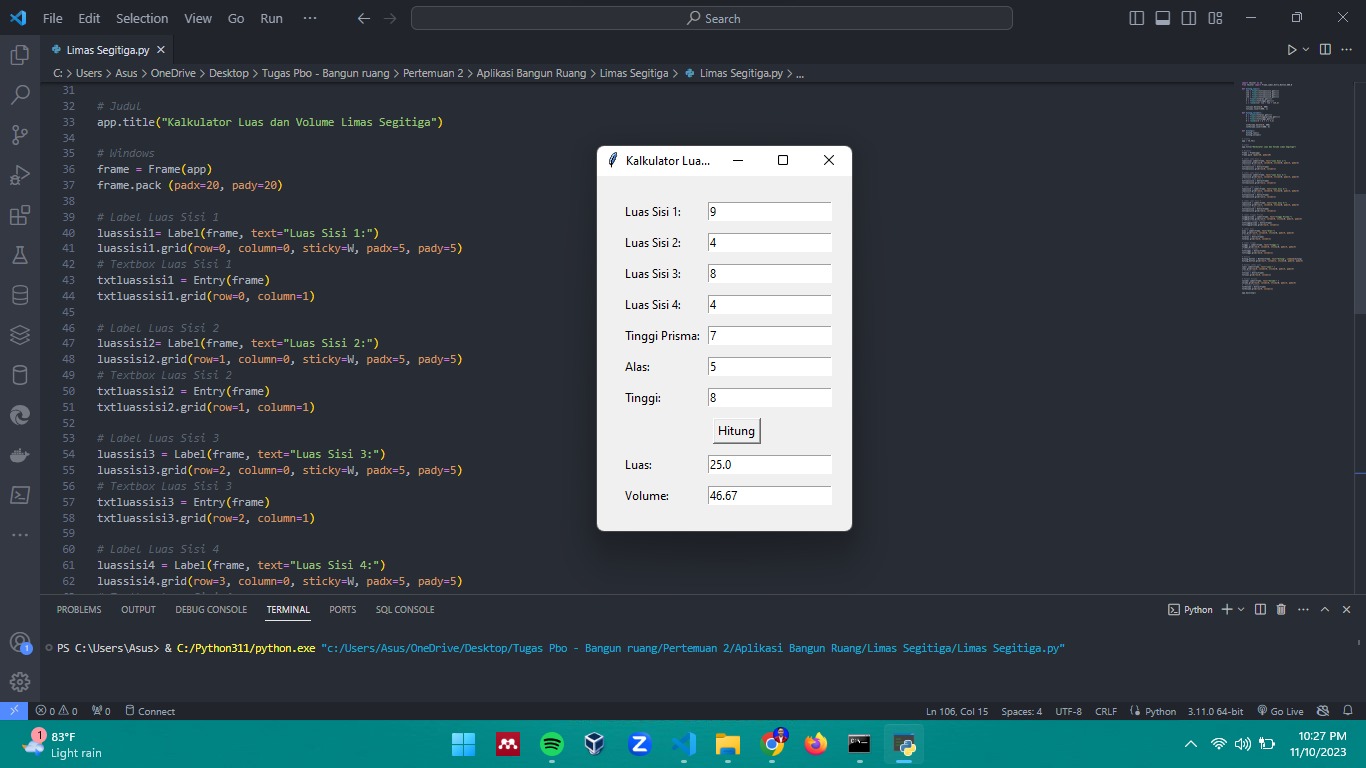 File Edit Selection View Go Run ··· Search
Limas Segitiga.py
C: > Users > Asus > OneDrive > Desktop > Tugas Pbo - Bangun ruang > Pertemuan 2 > Aplikasi Bangun Ruang > Limas Segitiga > Limas Segitiga.py > ...
31
32 # Judul
33 app.title("Kalkulator Luas dan Volume Limas Segitiga")
34
35 # Windows
36 frame = Frame(app)
37 frame.pack (padx=20, pady=20)
38
39 # Label Luas Sisi 1
40 luassisi1= Label(frame, text="Luas Sisi 1:")
41 luassisi1.grid(row=0, column=0, sticky=W, padx=5, pady=5)
42 # Textbox Luas Sisi 1
43 txtluassisi1 = Entry(frame)
44 txtluassisi1.grid(row=0, column=1)
45
46 # Label Luas Sisi 2
47 luassisi2= Label(frame, text="Luas Sisi 2:")
48 luassisi2.grid(row=1, column=0, sticky=W, padx=5, pady=5)
49 # Textbox Luas Sisi 2
50 txtluassisi2 = Entry(frame)
51 txtluassisi2.grid(row=1, column=1)
52
53 # Label Luas Sisi 3
54 luassisi3 = Label(frame, text="Luas Sisi 3:")
55 luassisi3.grid(row=2, column=0, sticky=W, padx=5, pady=5)
56 # Textbox Luas Sisi 3
57 txtluassisi3 = Entry(frame)
58 txtluassisi3.grid(row=2, column=1)
59
60 # Label Luas Sisi 4
61 luassisi4 = Label(frame, text="Luas Sisi 4:")
62 luassisi4.grid(row=3, column=0, sticky=W, padx=5, pady=5)
Kalkulator Lua...
Luas Sisi 1: 9
Luas Sisi 2: 4
Luas Sisi 3: 8
Luas Sisi 4: 4
Tinggi Prisma: 7
Alas: 5
Tinggi: 8
Hitung
Luas: 25.0
Volume: 46.67
PROBLEMS OUTPUT DEBUG CONSOLE TERMINAL PORTS SQL CONSOLE Python
PS C:\Users\Asus> & C:/Python311/python.exe "c:/Users/Asus/OneDrive/Desktop/Tugas Pbo - Bangun ruang/Pertemuan 2/Aplikasi Bangun Ruang/Limas Segitiga/Limas Segitiga.py"
1
0 0 0 Connect Ln 106, Col 15 Spaces: 4 UTF-8 CRLF Python 3.11.0 64-bit Go Live
1 83°F
Light rain
10:27 PM
11/10/2023